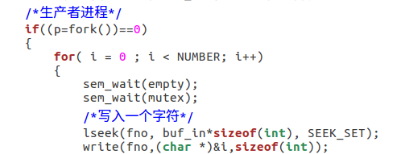 /*生产者进程*/
if((p=fork())==0)
{
for( i = 0 ; i < NUMBER; i++)
{
sem_wait(empty);
sem_wait(mutex);
/*写入一个字符*/
lseek(fno, buf_in*sizeof(int), SEEK_SET);
write(fno,(char *)&i,sizeof(int));